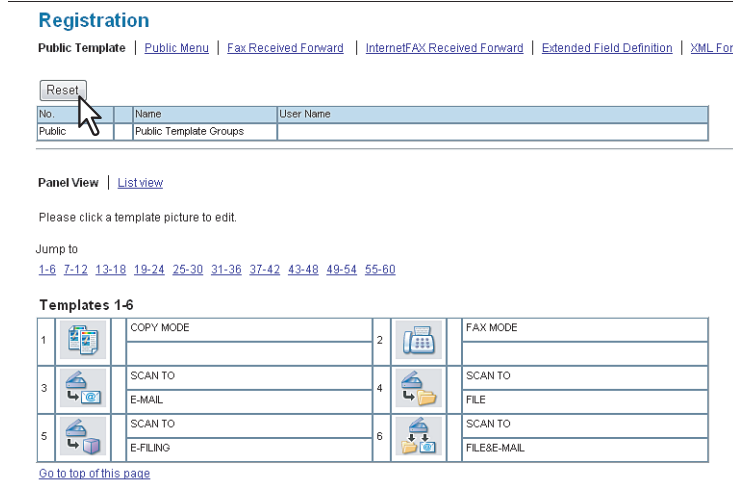 Registration
Public Template | Public Menu | Fax Received Forward | InternetFAX Received Forward | Extended Field Definition | XML For
Reset
No. Name User Name
Public Public Template Groups
Panel View | List view
Please click a template picture to edit.
Jump to
1-6 7-12 13-18 19-24 25-30 31-36 37-42 43-48 49-54 55-60
Templates 1-6
1 COPY MODE 2 FAX MODE
3 SCAN TO 4 SCAN TO
E-MAIL FILE
5 SCAN TO 6 SCAN TO
E-FILING FILE&E-MAIL
Go to top of this page